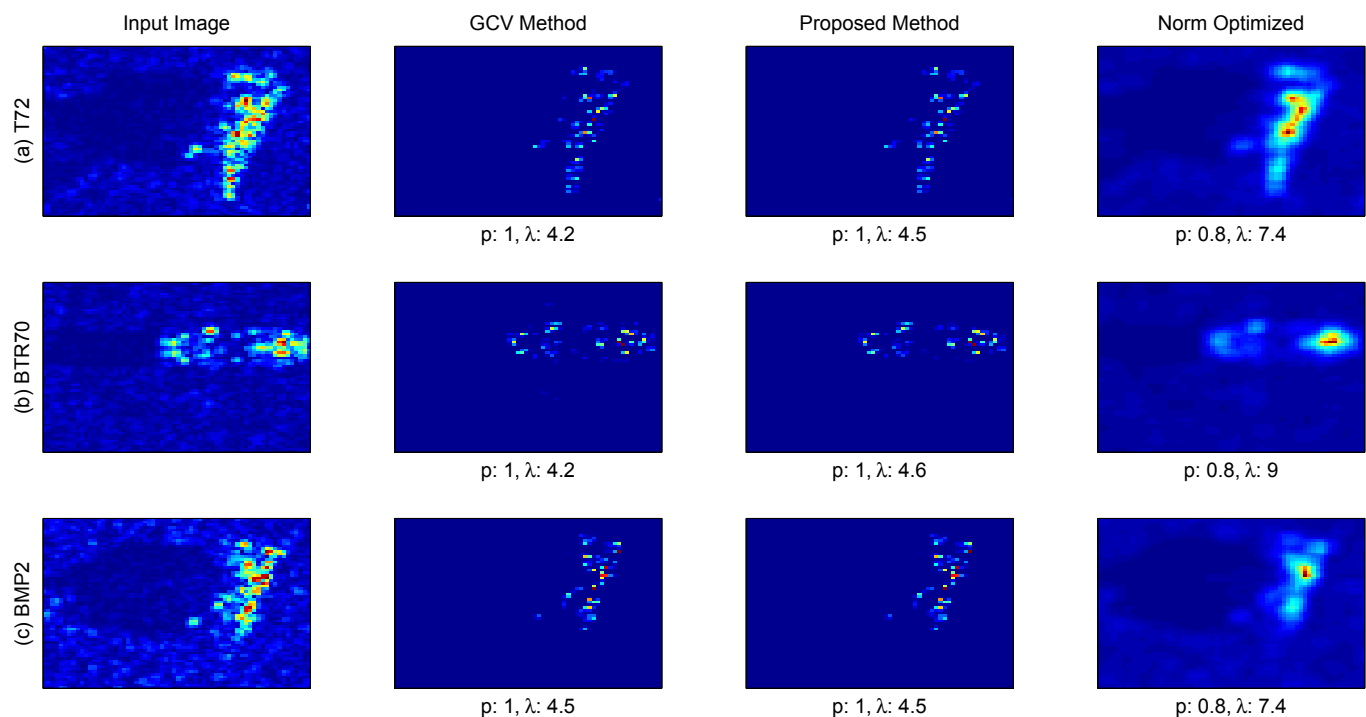 Input Image
GCV Method
Proposed Method
Norm Optimized
(a) T72
p: 1, λ: 4.2
p: 1, λ: 4.5
p: 0.8, λ: 7.4
(b) BTR70
p: 1, λ: 4.2
p: 1, λ: 4.6
p: 0.8, λ: 9
(c) BMP2
p: 1, λ: 4.5
p: 1, λ: 4.5
p: 0.8, λ: 7.4